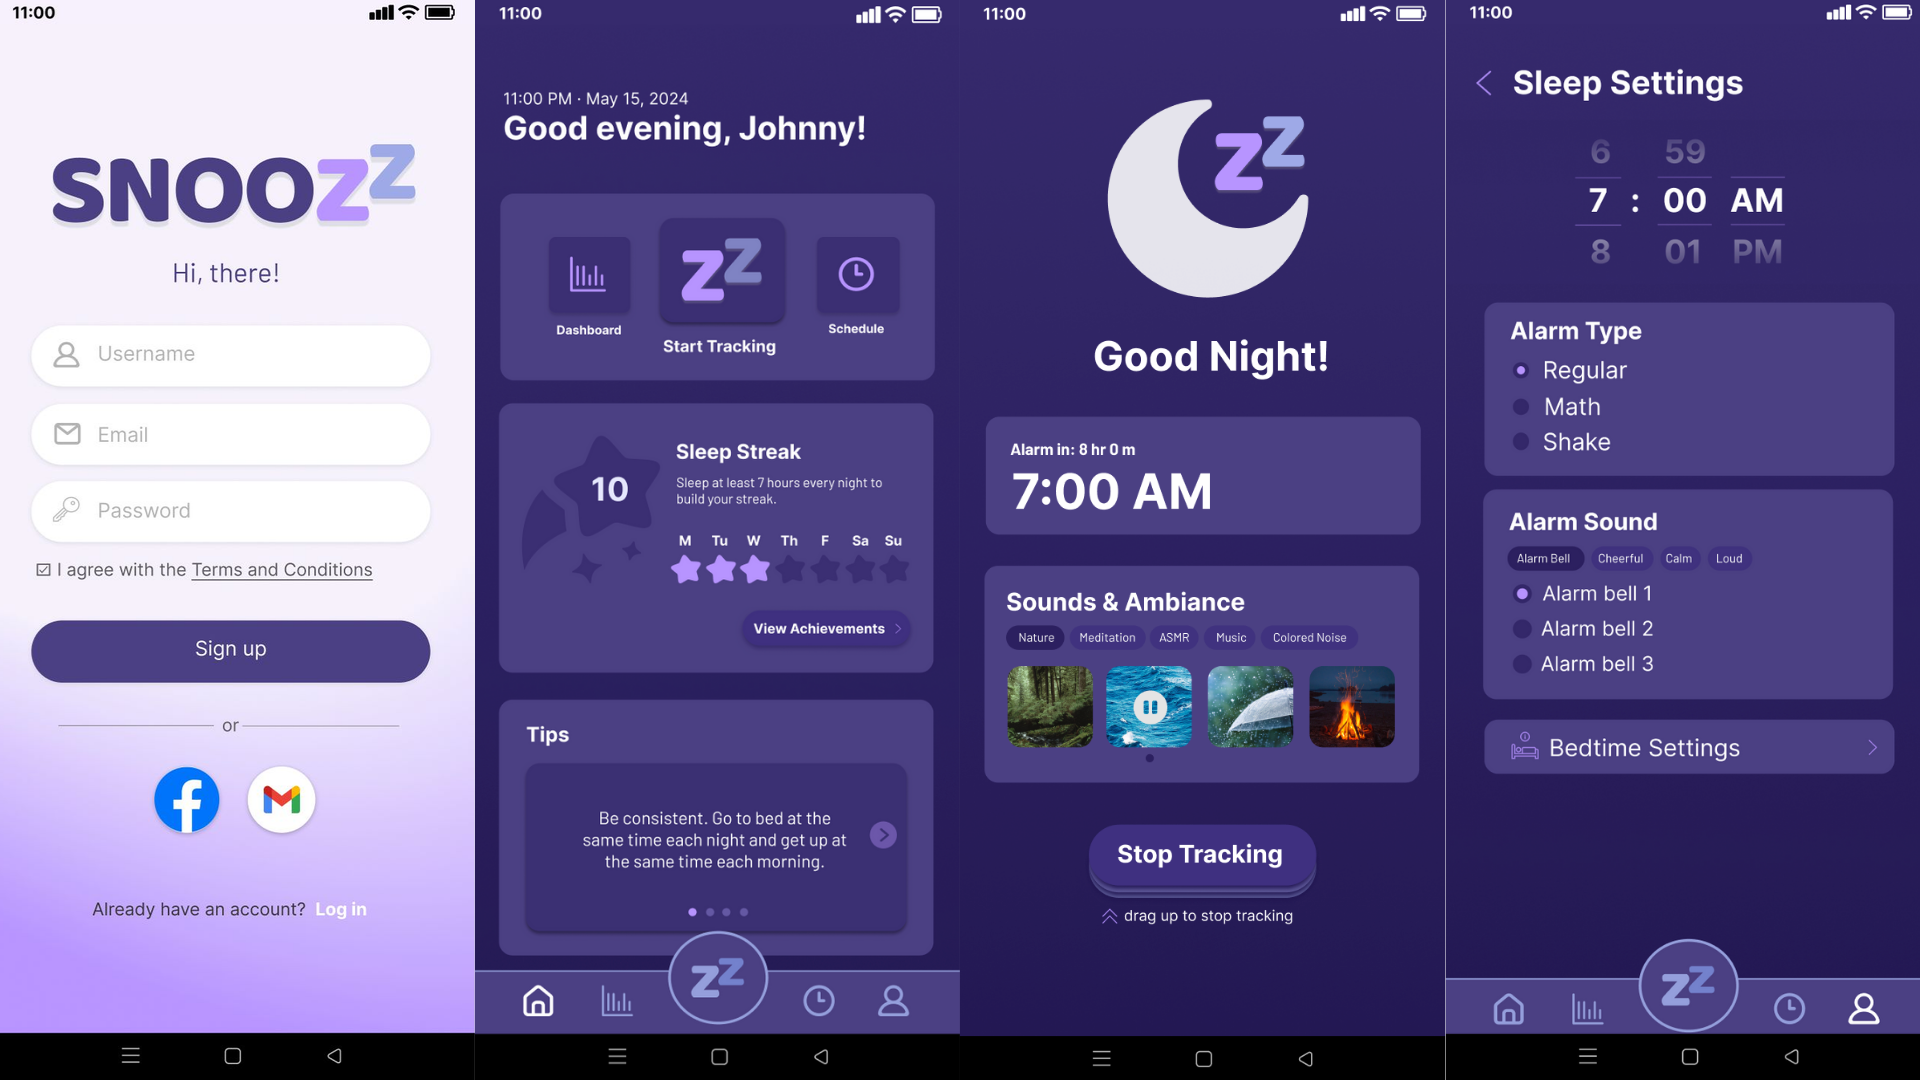 11:00
SNOOZZ
Hi, there!
Username
Email
Password
I agree with the Terms and Conditions
Sign up
or
Already have an account? Log in
11:00
11:00 PM · May 15, 2024
Good evening, Johnny!
ZZ
Dashboard
Start Tracking
Schedule
10
Sleep Streak
Sleep at least 7 hours every night to
build your streak.
M Tu W Th F Sa Su
View Achievements
Tips
Be consistent. Go to bed at the
same time each night and get up at
the same time each morning.
ZZ
11:00
ZZ
Good Night!
Alarm in: 8 hr 0 m
7:00 AM
Sounds & Ambiance
Nature Meditation ASMR Music Colored Noise
Stop Tracking
drag up to stop tracking
11:00
Sleep Settings
6 59
7 : 00 AM
8 01 PM
Alarm Type
Regular
Math
Shake
Alarm Sound
Alarm Bell Cheerful Calm Loud
Alarm bell 1
Alarm bell 2
Alarm bell 3
Bedtime Settings
ZZ